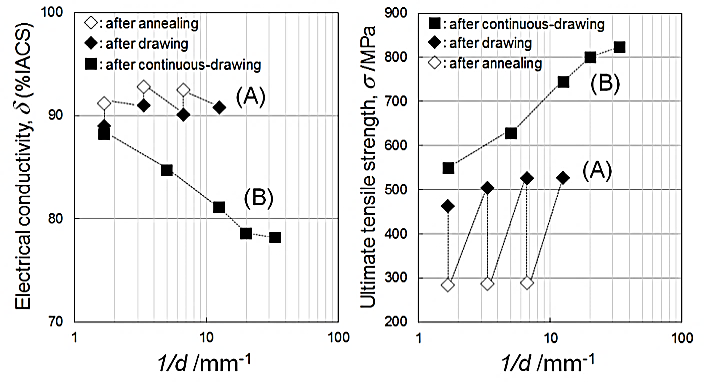 ◇ : after annealing
◆ : after drawing
■ : after continuous-drawing
100
90
80
70
(A)
(B)
1 10 100
Electrical conductivity, δ (%IACS)
1/d /mm⁻¹
■ : after continuous-drawing
◆ : after drawing
◇ : after annealing
900
800
700
600
500
400
300
200
(B)
(A)
1 10 100
Ultimate tensile strength, σ /MPa
1/d /mm⁻¹